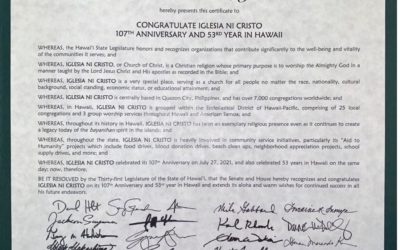 hereby presents this certificate to
CONGRATULATE IGLESIA NI CRISTO
107TH ANNIVERSARY AND 53RD YEAR IN HAWAII
WHEREAS, the Hawai'i State Legislature honors and recognizes organizations that contribute significantly to the well-being and vitality
of the communities it serves; and
WHEREAS, IGLESIA NI CRISTO, or Church of Christ, is a Christian religion whose primary purpose is to worship the Almighty God in
a manner taught by the Lord Jesus Christ and His apostles as recorded in the Bible; and
WHEREAS, IGLESIA NI CRISTO is a very special place, serving as a church for all people no matter the race, nationality, cultural
background, social standing, economic status, or educational attainment; and
WHEREAS, IGLESIA NI CRISTO is centrally based in Quezon City, Philippines, and has over 7,000 congregations worldwide; and
WHEREAS, in Hawaii, IGLESIA NI CRISTO is grouped within the Ecclesiastical District of Hawaii-Pacific, comprising of 25 local
congregations and 3 group worship services throughout Hawaii and American Samoa; and
WHEREAS, throughout its history in Hawaii, IGLESIA NI CRISTO has been an exemplary religious presence even as it continues to create
a legacy today of the bayanihan spirit in the islands; and
WHEREAS, throughout the state, IGLESIA NI CRISTO is heavily involved in community service initiatives, particularly its "Aid to
Humanity" projects which include food drives, blood donation drives, beach clean ups, neighborhood appreciation projects, school
supply drives, and more; and
WHEREAS, IGLESIA NI CRISTO celebrated its 107th Anniversary on July 27, 2021, and also celebrated 53 years in Hawaii on the same
day; now, therefore,
BE IT RESOLVED by the Thirty-first Legislature of the State of Hawai'i, that the Senate and House hereby recognizes and congratulates
IGLESIA NI CRISTO on its 107th Anniversary and 53rd year in Hawaii and extends its aloha and warm wishes for continued success in
all future endeavors.